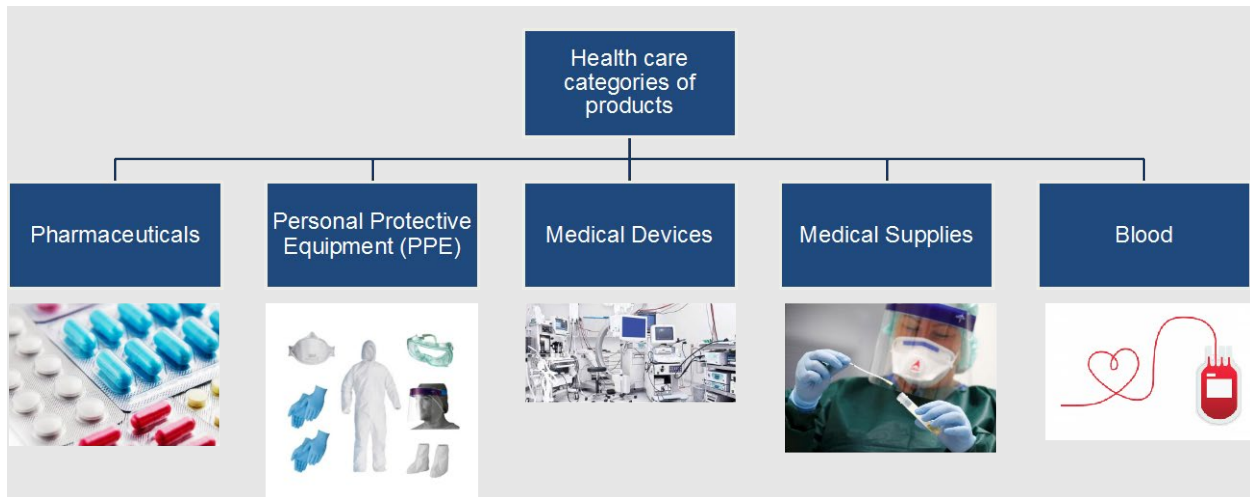 Health care
categories of
products
Pharmaceuticals
Personal Protective
Equipment (PPE)
Medical Devices
Medical Supplies
Blood